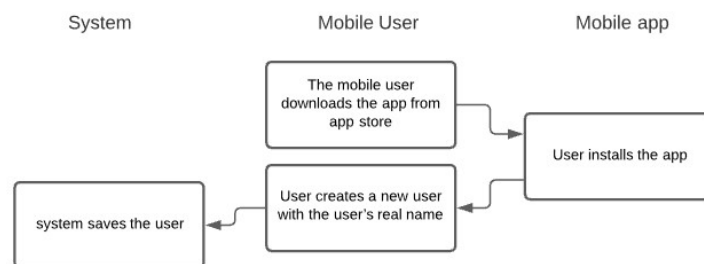 System
Mobile User
Mobile app
The mobile user
downloads the app from
app store
User installs the app
User creates a new user
with the user's real name
system saves the user